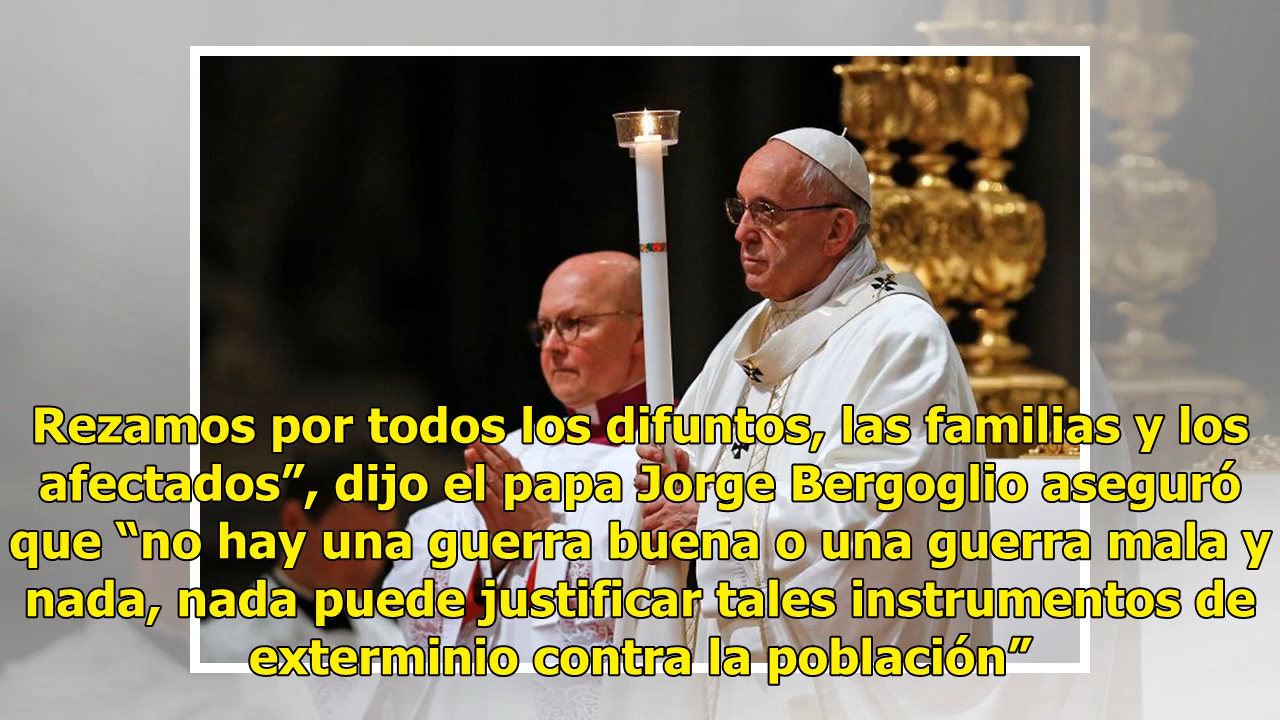 Rezamos por todos los difuntos, las familias y los
afectados”, dijo el papa Jorge Bergoglio aseguró
que “no hay una guerra buena o una guerra mala y
nada, nada puede justificar tales instrumentos de
exterminio contra la población”